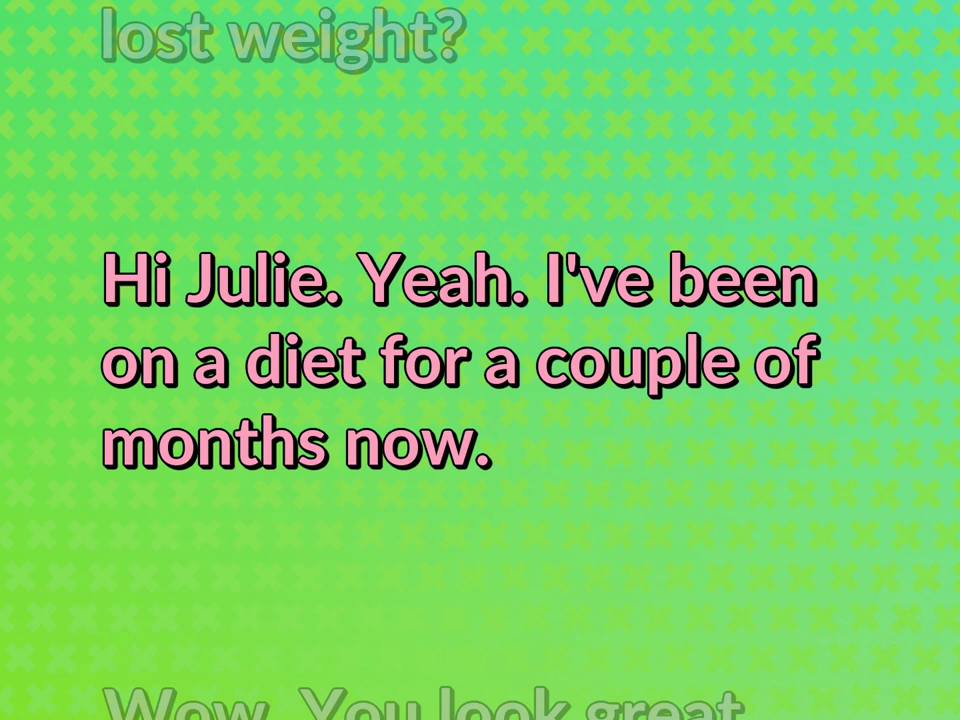 lost weight?
Hi Julie. Yeah. I've been
on a diet for a couple of
months now.
Wow. You look great